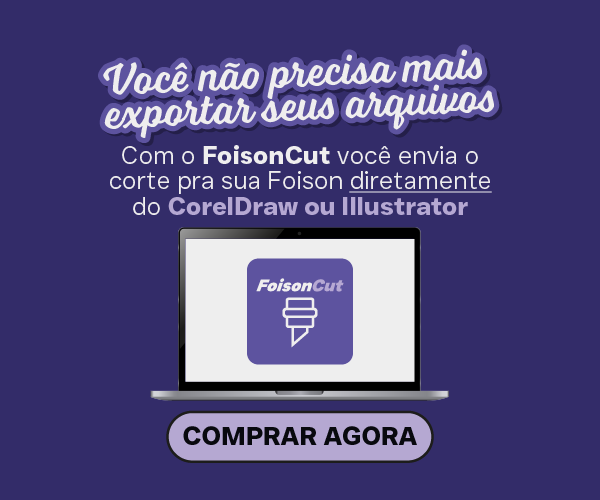 Você não precisa mais
exportar seus arquivos
Com o FoisonCut você envia o
corte pra sua Foison diretamente
do CorelDraw ou Illustrator
FoisonCut
COMPRAR AGORA